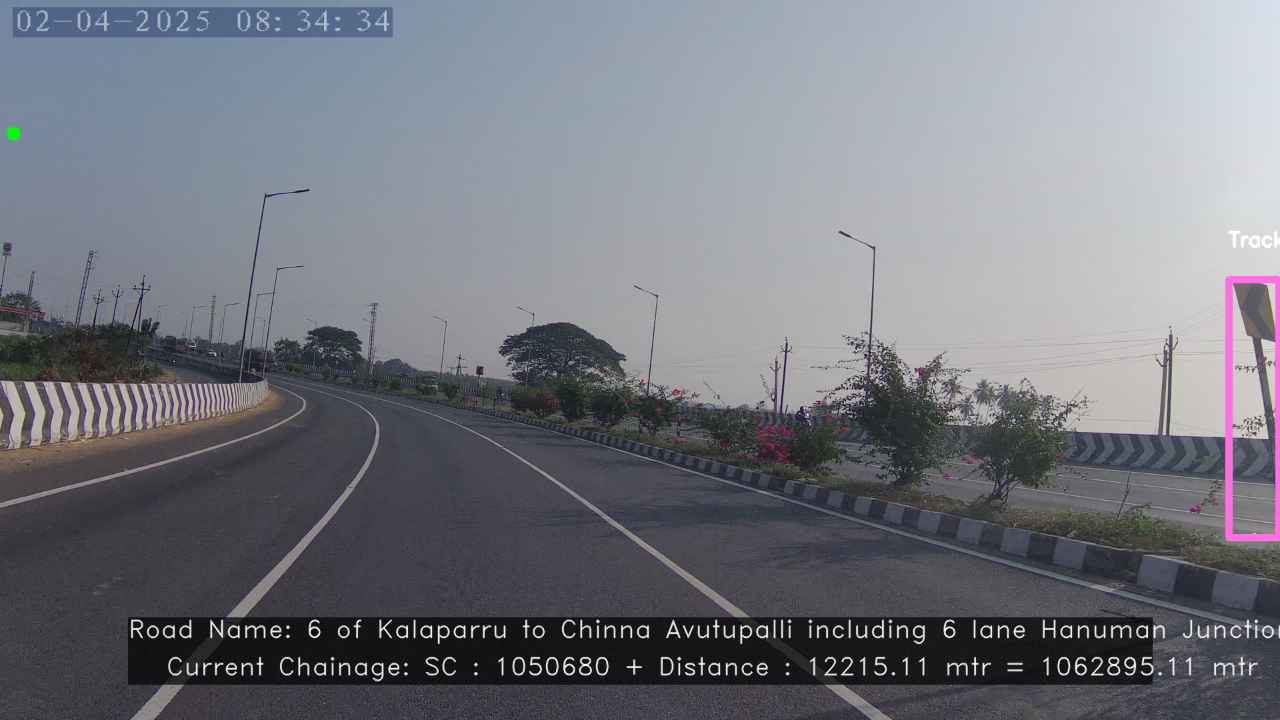 02-04-2025 08:34:34
Track
Road Name: 6 of Kalaparru to Chinna Avutupalli including 6 lane Hanuman Junction
Current Chainage: SC : 1050680 + Distance : 12215.11 mtr = 1062895.11 mtr